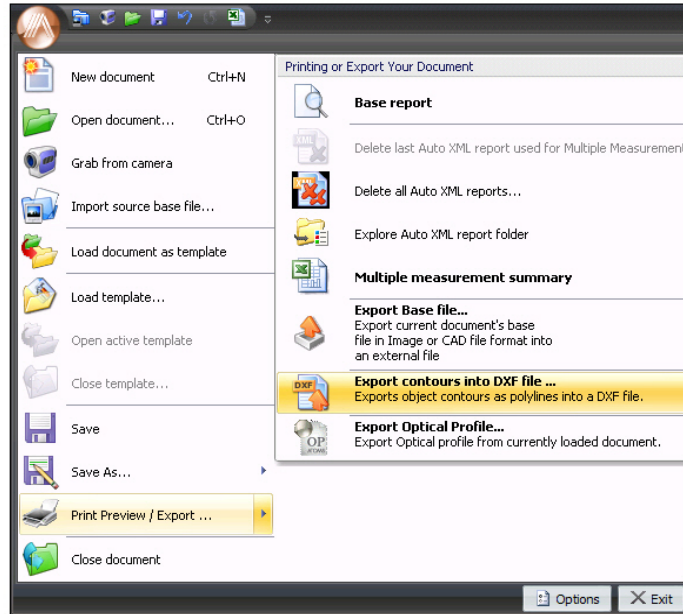 Printing or Export Your Document
New document Ctrl+N
Open document... Ctrl+O
Grab from camera
Import source base file...
Load document as template
Load template...
Open active template
Close template...
Save
Save As...
Print Preview / Export ...
Close document
Base report
Delete last Auto XML report used for Multiple Measurement
Delete all Auto XML reports...
Explore Auto XML report folder
Multiple measurement summary
Export Base file...
Export current document's base
file in Image or CAD file format into
an external file
DXF
Export contours into DXF file ...
Exports object contours as polylines into a DXF file.
OP
Export Optical Profile...
Export Optical profile from currently loaded document.
Options
Exit